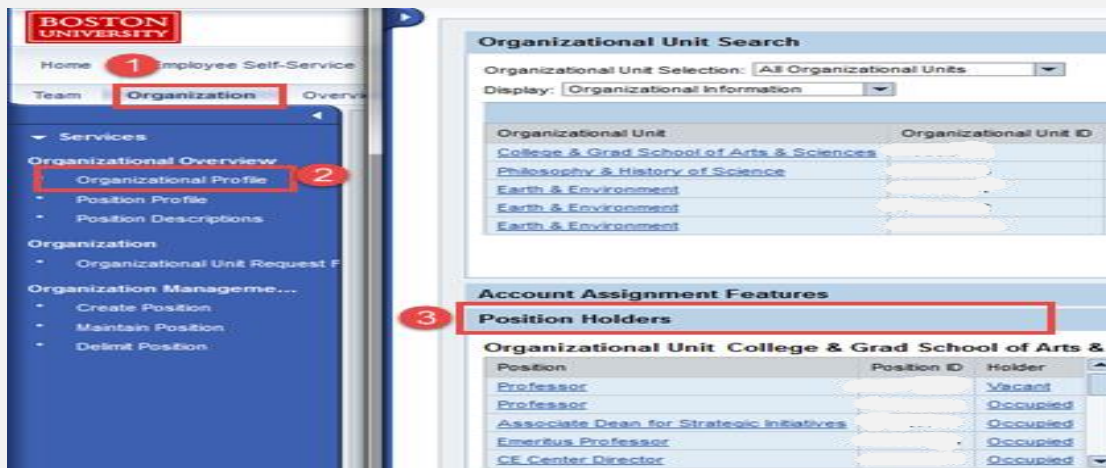 BOSTON
UNIVERSITY
Home 1 Employee Self-Service
Team Organization
Services
Organizational Overview
Organizational Profile 2
Position Profile
Position Descriptions
Organization
Organizational Unit Request F
Organization Manageme...
Create Position
Maintain Position
Delimit Position
Organizational Unit Search
Organizational Unit Selection: All Organizational Units
Display: Organizational Information
Organizational Unit Organizational Unit ID
College & Grad School of Arts & Sciences
Philosophy & History of Science
Earth & Environment
Earth & Environment
Earth & Environment
Account Assignment Features
3 Position Holders
Organizational Unit College & Grad School of Arts &
Position Position ID Holder
Professor Vacant
Professor Occupied
Associate Dean for Strategic Initiatives Occupied
Emeritus Professor Occupied
CE Center Director Occupied